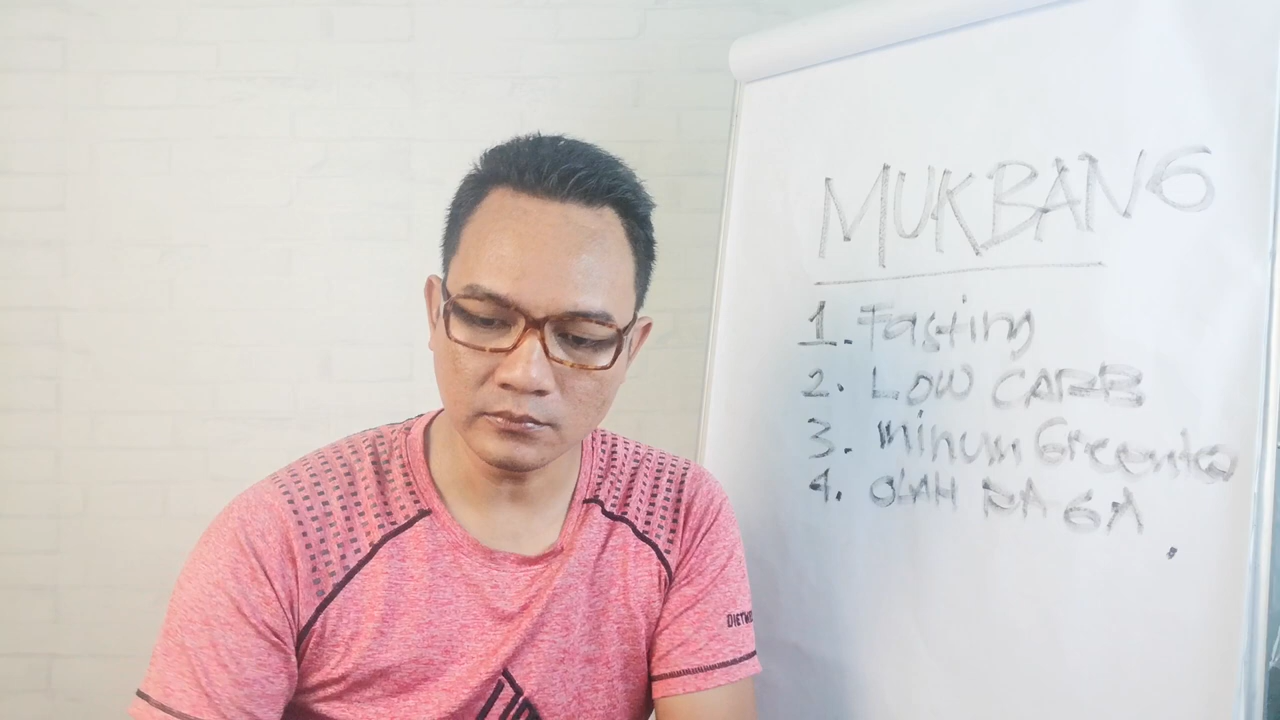 MUKBANG
1. Fasting
2. LOW CARB
3. minum Greentea
4. OLAH RAGA